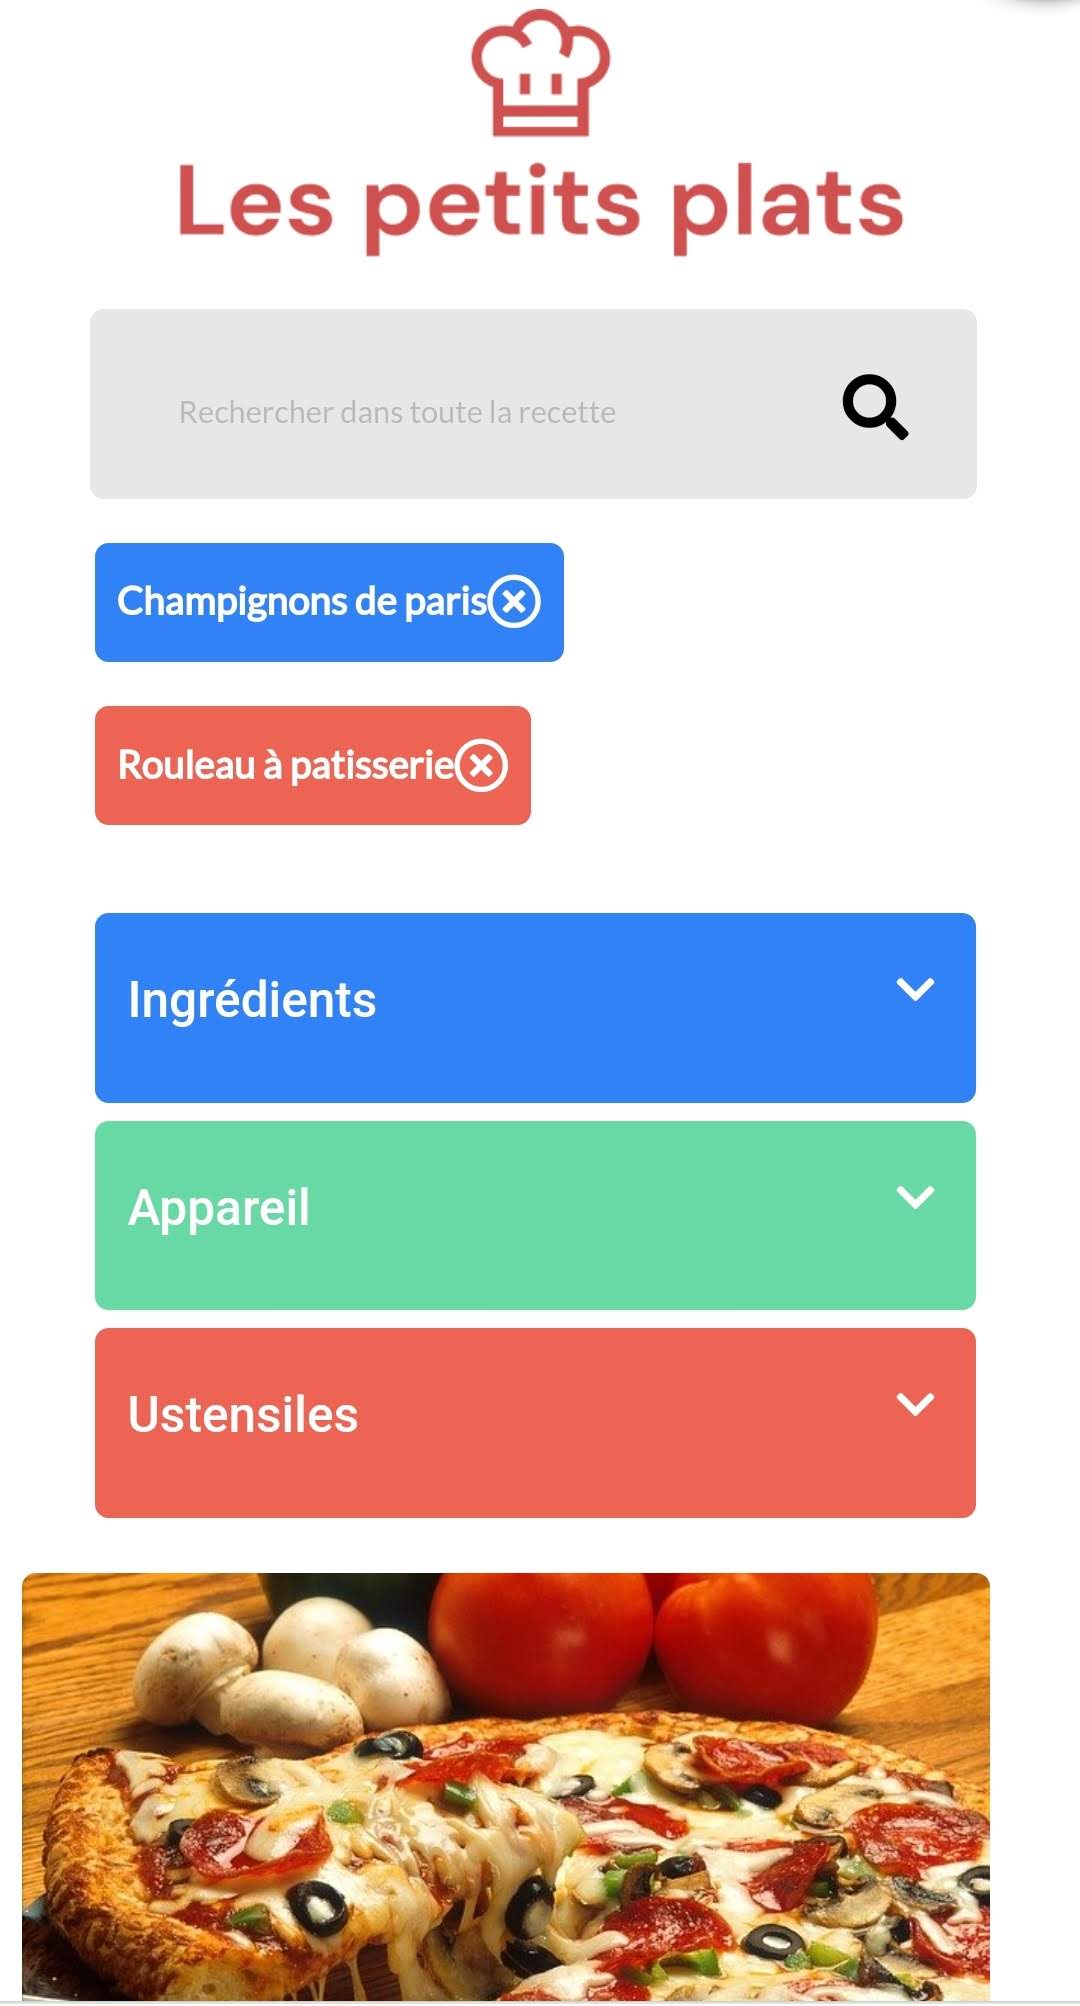 Les petits plats
Rechercher dans toute la recette
Champignons de paris
Rouleau à patisserie
Ingrédients
Appareil
Ustensiles